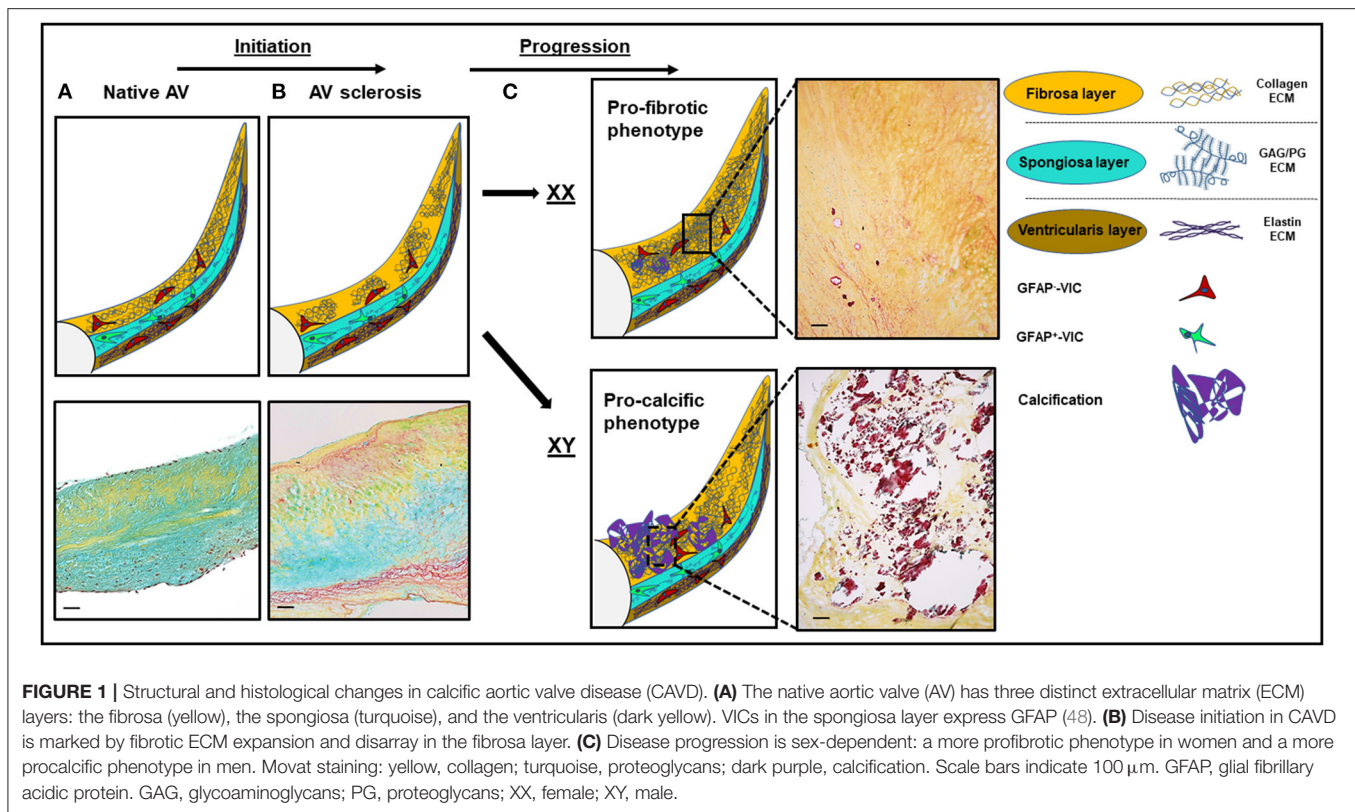 Initiation
Progression
A Native AV
B AV sclerosis
C
Pro-fibrotic
phenotype
XX
XY
Pro-calcific
phenotype
Fibrosa layer
Collagen
ECM
Spongiosa layer
GAG/PG
ECM
Ventricularis layer
Elastin
ECM
GFAP⁻-VIC
GFAP⁺-VIC
Calcification
FIGURE 1 | Structural and histological changes in calcific aortic valve disease (CAVD). (A) The native aortic valve (AV) has three distinct extracellular matrix (ECM)
layers: the fibrosa (yellow), the spongiosa (turquoise), and the ventricularis (dark yellow). VICs in the spongiosa layer express GFAP (48). (B) Disease initiation in CAVD
is marked by fibrotic ECM expansion and disarray in the fibrosa layer. (C) Disease progression is sex-dependent: a more profibrotic phenotype in women and a more
procalcific phenotype in men. Movat staining: yellow, collagen; turquoise, proteoglycans; dark purple, calcification. Scale bars indicate 100 μm. GFAP, glial fibrillary
acidic protein. GAG, glycoaminoglycans; PG, proteoglycans; XX, female; XY, male.